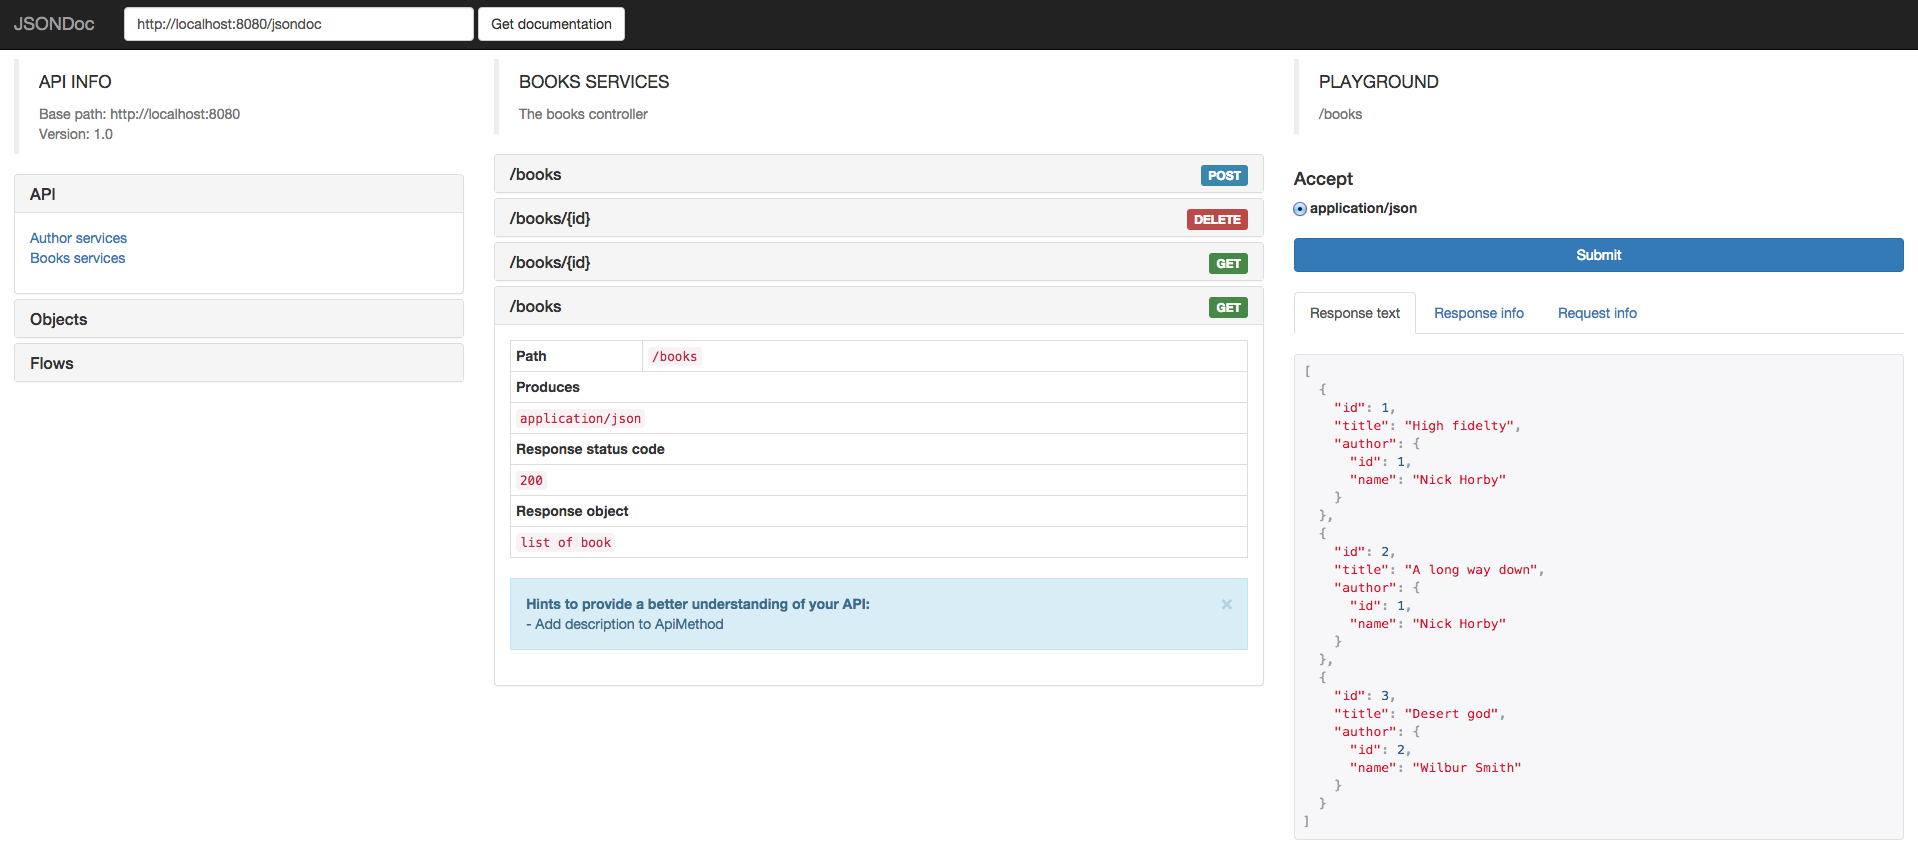 JSONDoc
http://localhost:8080/jsondoc
Get documentation
API INFO
Base path: http://localhost:8080
Version: 1.0
API
Author services
Books services
Objects
Flows
BOOKS SERVICES
The books controller
/books POST
/books/{id} DELETE
/books/{id} GET
/books GET
Path /books
Produces
application/json
Response status code
200
Response object
list of book
Hints to provide a better understanding of your API: ×
- Add description to ApiMethod
PLAYGROUND
/books
Accept
application/json
Submit
Response text Response info Request info
[
  {
    "id": 1,
    "title": "High fidelty",
    "author": {
      "id": 1,
      "name": "Nick Horby"
    }
  },
  {
    "id": 2,
    "title": "A long way down",
    "author": {
      "id": 1,
      "name": "Nick Horby"
    }
  },
  {
    "id": 3,
    "title": "Desert god",
    "author": {
      "id": 2,
      "name": "Wilbur Smith"
    }
  }
]